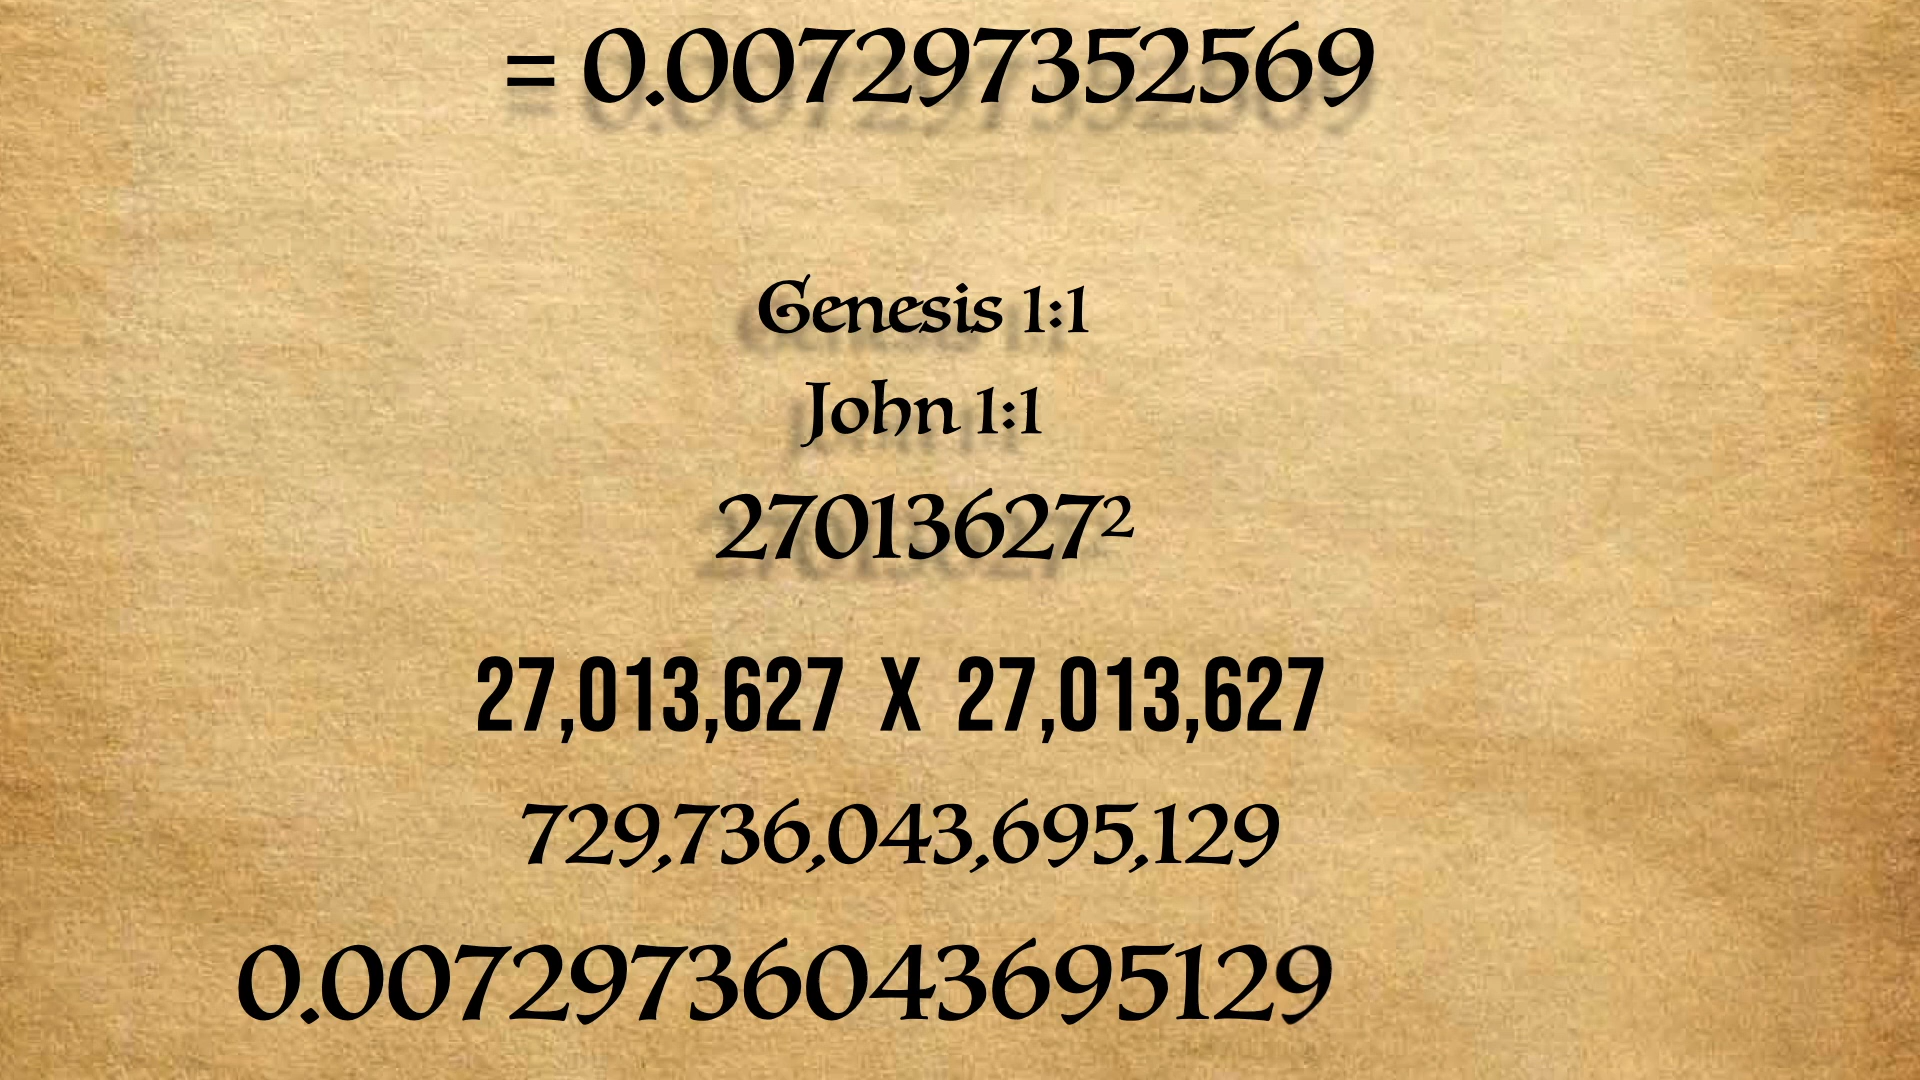 = 0.007297352569
Genesis 1:1
John 1:1
27013627²
27,013,627 X 27,013,627
729,736,043,695,129
0.00729736043695129